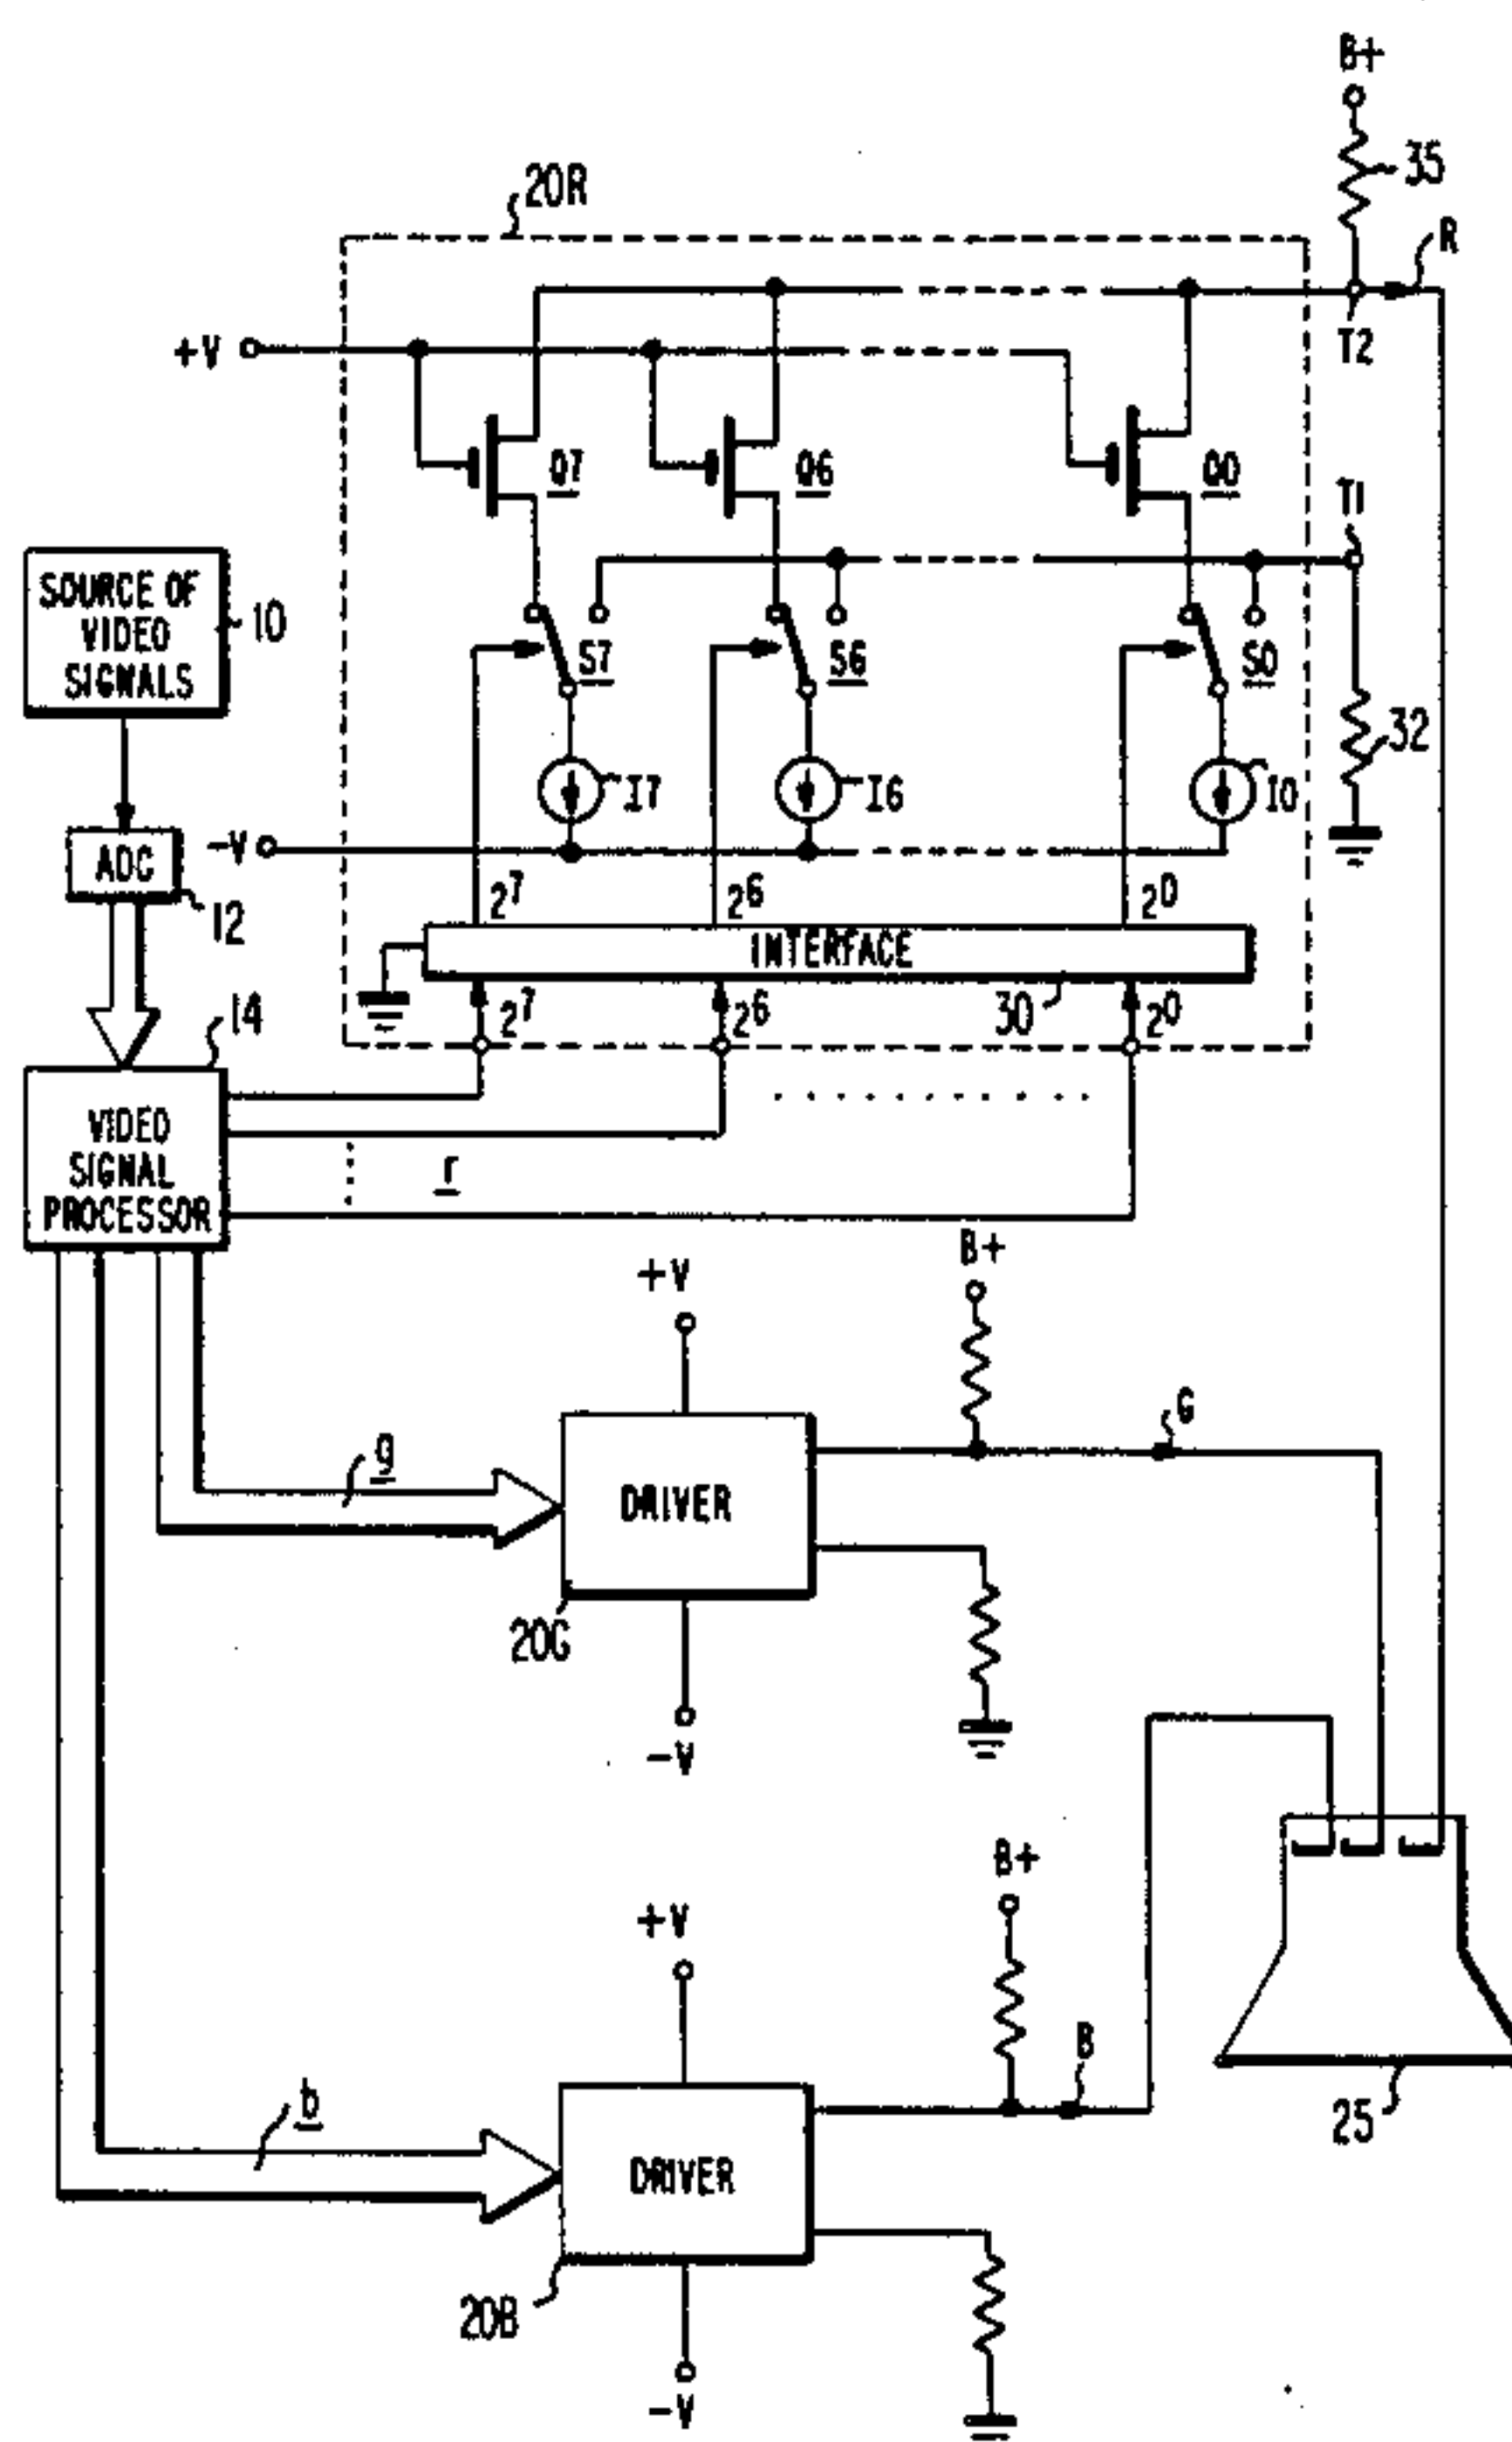 B+
35
20R
R
T2
+V
Q7
Q6
Q0
T1
SOURCE OF
VIDEO
SIGNALS
10
S7
S6
S0
32
I7
I6
I0
-V
ADC
12
2^7
2^6
2^0
INTERFACE
30
2^7
2^6
2^0
14
VIDEO
SIGNAL
PROCESSOR
r
B+
+V
G
g
DRIVER
20G
-V
B+
+V
B
b
DRIVER
25
20B
-V